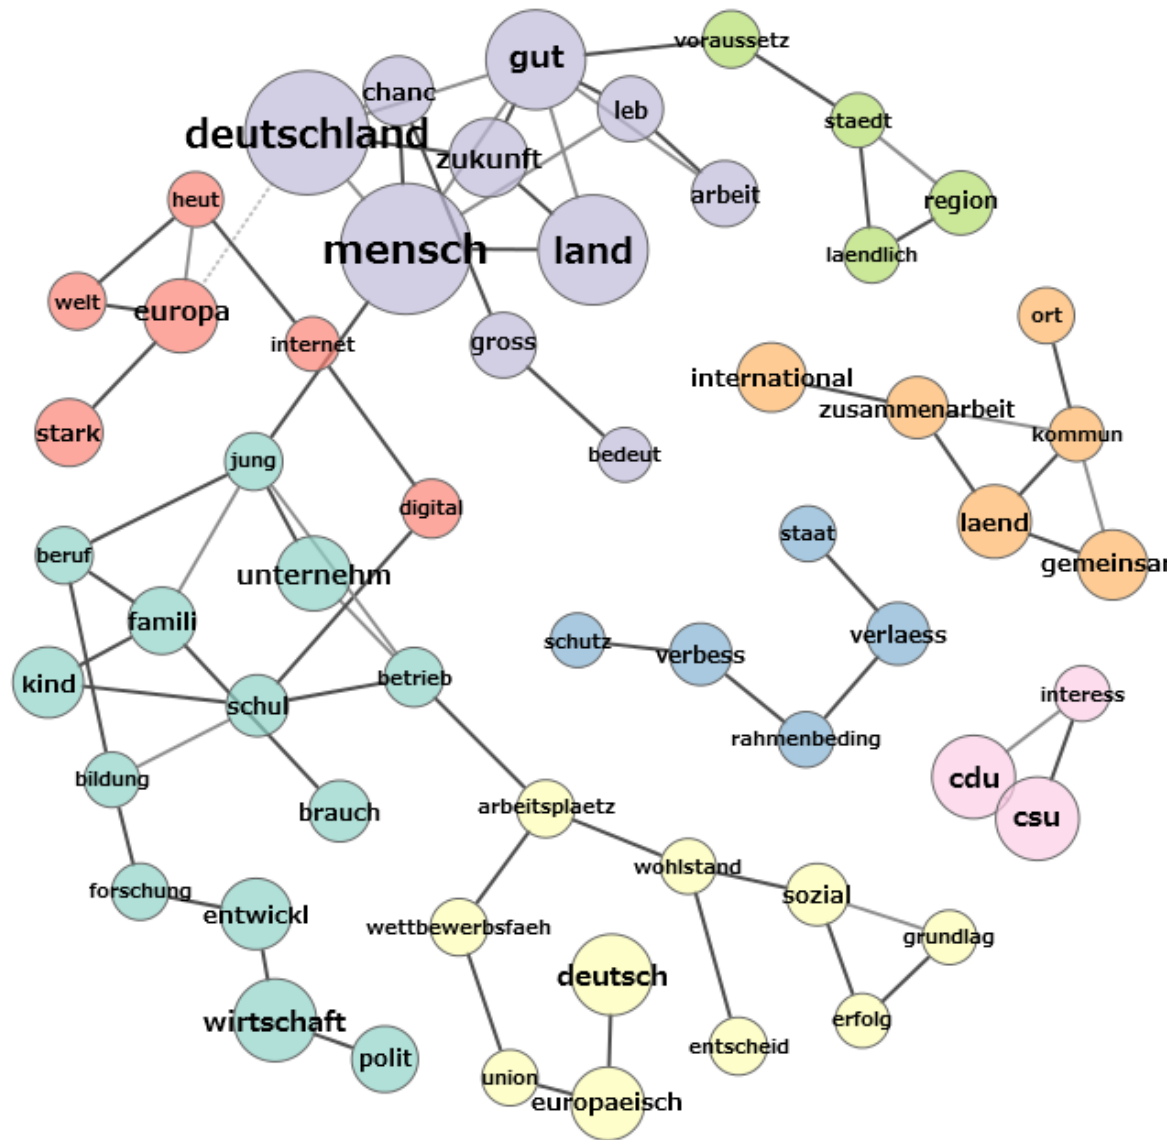 voraussetz
gut
chanc
leb
staedt
deutschland
zukunft
heut
arbeit
region
mensch
land
laendlich
welt
europa
ort
internet
gross
international
zusammenarbeit
stark
kommun
bedeut
jung
digital
laend
staat
beruf
gemeinsar
unternehm
famili
schutz
verlaess
verbess
kind
betrieb
interess
schul
rahmenbeding
bildung
cdu
arbeitsplaetz
brauch
csu
wohlstand
forschung
sozial
entwickl
wettbewerbsfaeh
grundlag
deutsch
wirtschaft
erfolg
entscheid
polit
union
europaeisch